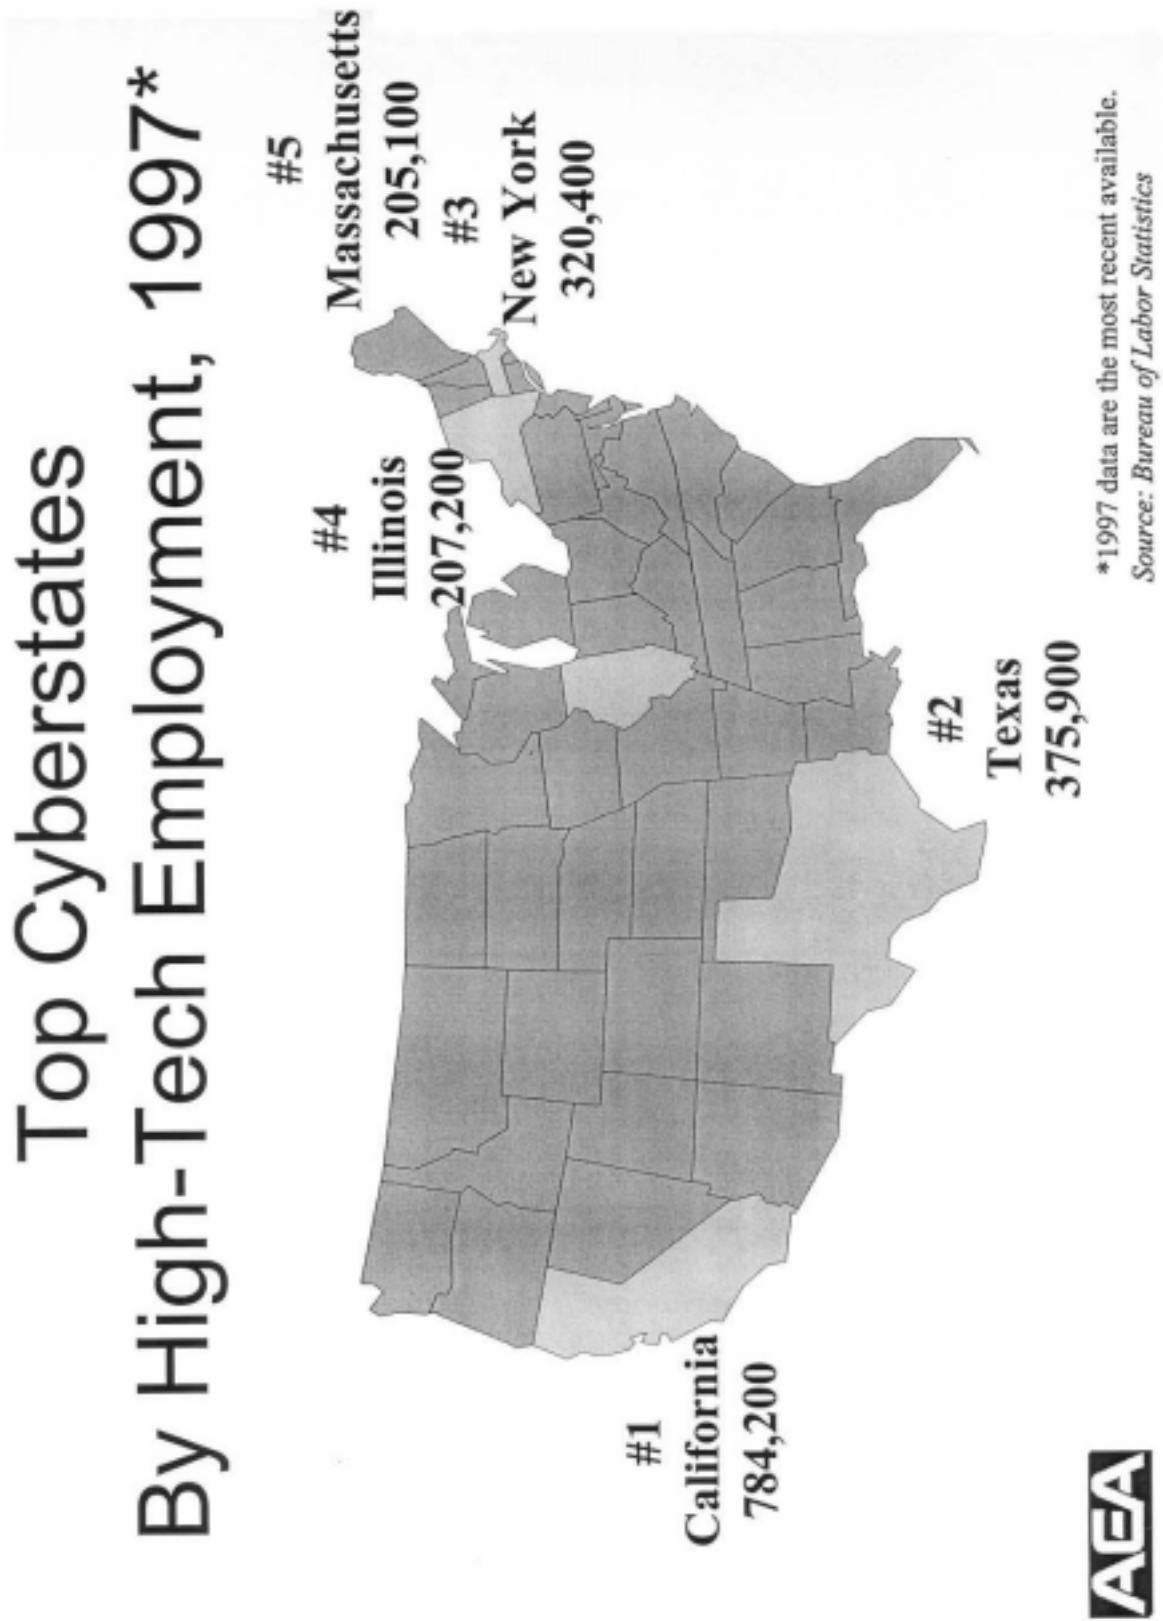 Top Cyberstates
By High-Tech Employment, 1997*
#5
Massachusetts
205,100
#4
Illinois
207,200
#3
New York
320,400
#1
California
784,200
#2
Texas
375,900
*1997 data are the most recent available.
Source: Bureau of Labor Statistics
AEA